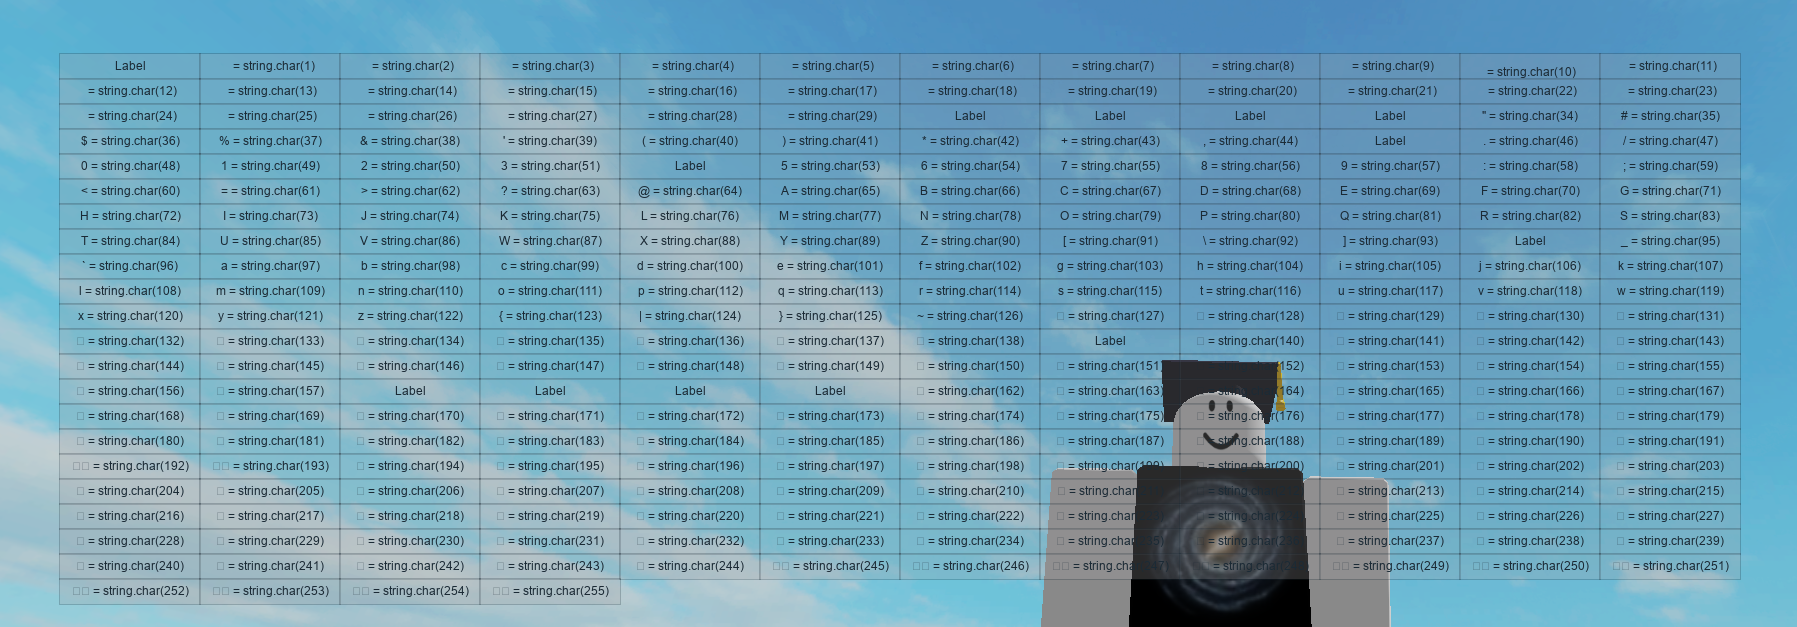 Label = string.char(1) = string.char(2) = string.char(3) = string.char(4) = string.char(5) = string.char(6) = string.char(7) = string.char(8) = string.char(9) = string.char(10) = string.char(11)
= string.char(12) = string.char(13) = string.char(14) = string.char(15) = string.char(16) = string.char(17) = string.char(18) = string.char(19) = string.char(20) = string.char(21) = string.char(22) = string.char(23)
= string.char(24) = string.char(25) = string.char(26) = string.char(27) = string.char(28) = string.char(29) Label Label Label Label " = string.char(34) # = string.char(35)
$ = string.char(36) % = string.char(37) & = string.char(38) ' = string.char(39) ( = string.char(40) ) = string.char(41) * = string.char(42) + = string.char(43) , = string.char(44) Label . = string.char(46) / = string.char(47)
0 = string.char(48) 1 = string.char(49) 2 = string.char(50) 3 = string.char(51) Label 5 = string.char(53) 6 = string.char(54) 7 = string.char(55) 8 = string.char(56) 9 = string.char(57) : = string.char(58) ; = string.char(59)
< = string.char(60) = = string.char(61) > = string.char(62) ? = string.char(63) @ = string.char(64) A = string.char(65) B = string.char(66) C = string.char(67) D = string.char(68) E = string.char(69) F = string.char(70) G = string.char(71)
H = string.char(72) I = string.char(73) J = string.char(74) K = string.char(75) L = string.char(76) M = string.char(77) N = string.char(78) O = string.char(79) P = string.char(80) Q = string.char(81) R = string.char(82) S = string.char(83)
T = string.char(84) U = string.char(85) V = string.char(86) W = string.char(87) X = string.char(88) Y = string.char(89) Z = string.char(90) [ = string.char(91) \ = string.char(92) ] = string.char(93) Label _ = string.char(95)
` = string.char(96) a = string.char(97) b = string.char(98) c = string.char(99) d = string.char(100) e = string.char(101) f = string.char(102) g = string.char(103) h = string.char(104) i = string.char(105) j = string.char(106) k = string.char(107)
l = string.char(108) m = string.char(109) n = string.char(110) o = string.char(111) p = string.char(112) q = string.char(113) r = string.char(114) s = string.char(115) t = string.char(116) u = string.char(117) v = string.char(118) w = string.char(119)
x = string.char(120) y = string.char(121) z = string.char(122) { = string.char(123) | = string.char(124) } = string.char(125) ~ = string.char(126) □ = string.char(127) □ = string.char(128) □ = string.char(129) □ = string.char(130) □ = string.char(131)
□ = string.char(132) □ = string.char(133) □ = string.char(134) □ = string.char(135) □ = string.char(136) □ = string.char(137) □ = string.char(138) Label □ = string.char(140) □ = string.char(141) □ = string.char(142) □ = string.char(143)
□ = string.char(144) □ = string.char(145) □ = string.char(146) □ = string.char(147) □ = string.char(148) □ = string.char(149) □ = string.char(150) □ = string.char(151) 152) □ = string.char(153) □ = string.char(154) □ = string.char(155)
□ = string.char(156) □ = string.char(157) Label Label Label Label □ = string.char(162) □ = string.char(163) 164) □ = string.char(165) □ = string.char(166) □ = string.char(167)
□ = string.char(168) □ = string.char(169) □ = string.char(170) □ = string.char(171) □ = string.char(172) □ = string.char(173) □ = string.char(174) □ = string.char(175) □ = string.char(176) □ = string.char(177) □ = string.char(178) □ = string.char(179)
□ = string.char(180) □ = string.char(181) □ = string.char(182) □ = string.char(183) □ = string.char(184) □ = string.char(185) □ = string.char(186) □ = string.char(187) □ = string.char(188) □ = string.char(189) □ = string.char(190) □ = string.char(191)
□□ = string.char(192) □□ = string.char(193) □ = string.char(194) □ = string.char(195) □ = string.char(196) □ = string.char(197) □ = string.char(198) □ = string.char(199) □ = string.char(200) □ = string.char(201) □ = string.char(202) □ = string.char(203)
□ = string.char(204) □ = string.char(205) □ = string.char(206) □ = string.char(207) □ = string.char(208) □ = string.char(209) □ = string.char(210) □ = string.char □ = string.char(213) □ = string.char(214) □ = string.char(215)
□ = string.char(216) □ = string.char(217) □ = string.char(218) □ = string.char(219) □ = string.char(220) □ = string.char(221) □ = string.char(222) □ = string.char □ = string.char(225) □ = string.char(226) □ = string.char(227)
□ = string.char(228) □ = string.char(229) □ = string.char(230) □ = string.char(231) □ = string.char(232) □ = string.char(233) □ = string.char(234) □ = string.char □ = string.char(237) □ = string.char(238) □ = string.char(239)
□ = string.char(240) □ = string.char(241) □ = string.char(242) □ = string.char(243) □ = string.char(244) □□ = string.char(245) □□ = string.char(246) □□ = string.char □□ = string.char(249) □□ = string.char(250) □□ = string.char(251)
□□ = string.char(252) □□ = string.char(253) □□ = string.char(254) □□ = string.char(255)